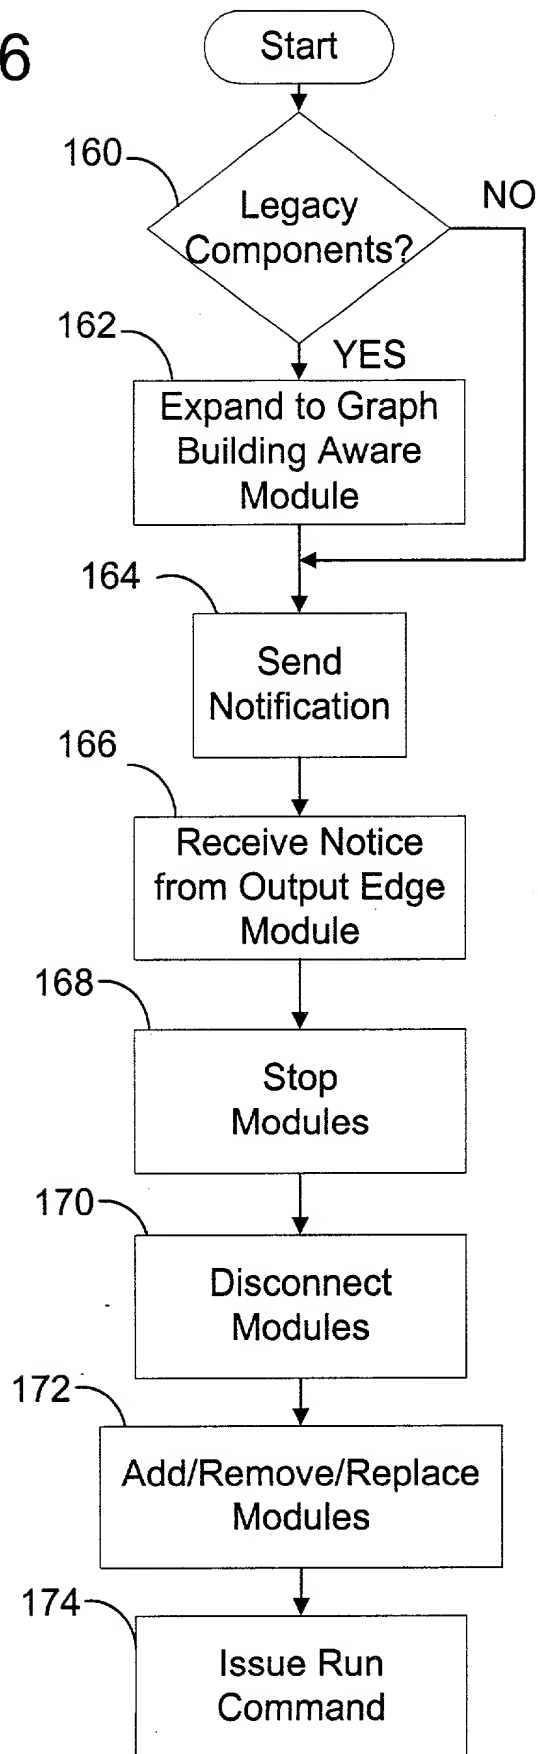 6
Start
160
Legacy
Components?
NO
162
YES
Expand to Graph
Building Aware
Module
164
Send
Notification
166
Receive Notice
from Output Edge
Module
168
Stop
Modules
170
Disconnect
Modules
172
Add/Remove/Replace
Modules
174
Issue Run
Command